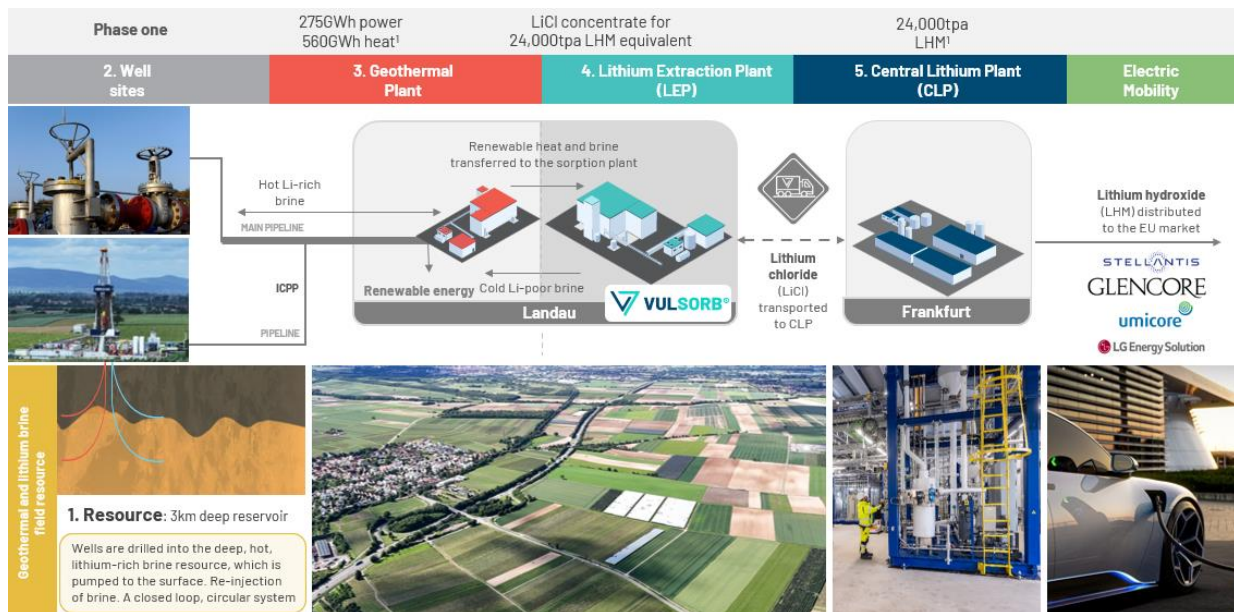 Phase one
275GWh power
560GWh heat¹
LiCl concentrate for
24,000tpa LHM equivalent
24,000tpa
LHM¹
2. Well
sites
3. Geothermal
Plant
4. Lithium Extraction Plant
(LEP)
5. Central Lithium Plant
(CLP)
Electric
Mobility
Renewable heat and brine
transferred to the sorption plant
Hot Li-rich
brine
MAIN PIPELINE
ICPP
PIPELINE
Renewable energy
Cold Li-poor brine
VULSORB®
Landau
Lithium
chloride
(LiCl)
transported
to CLP
Frankfurt
Lithium hydroxide
(LHM) distributed
to the EU market
STELLANTIS
GLENCORE
umicore
LG Energy Solution
Geothermal and lithium brine
field resource
1. Resource: 3km deep reservoir
Wells are drilled into the deep, hot,
lithium-rich brine resource, which is
pumped to the surface. Re-injection
of brine. A closed loop, circular system